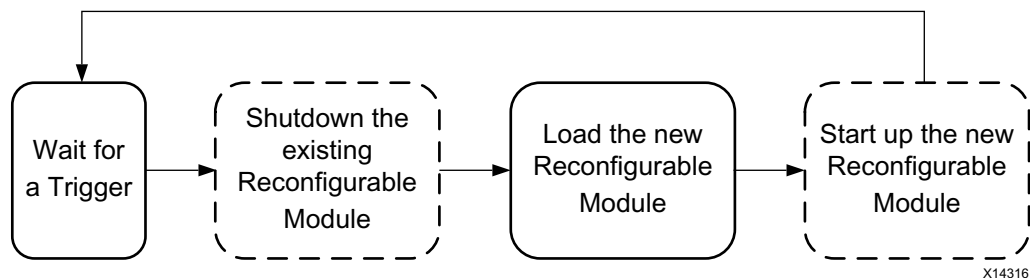 Wait for
a Trigger
Shutdown the
existing
Reconfigurable
Module
Load the new
Reconfigurable
Module
Start up the new
Reconfigurable
Module
X14316